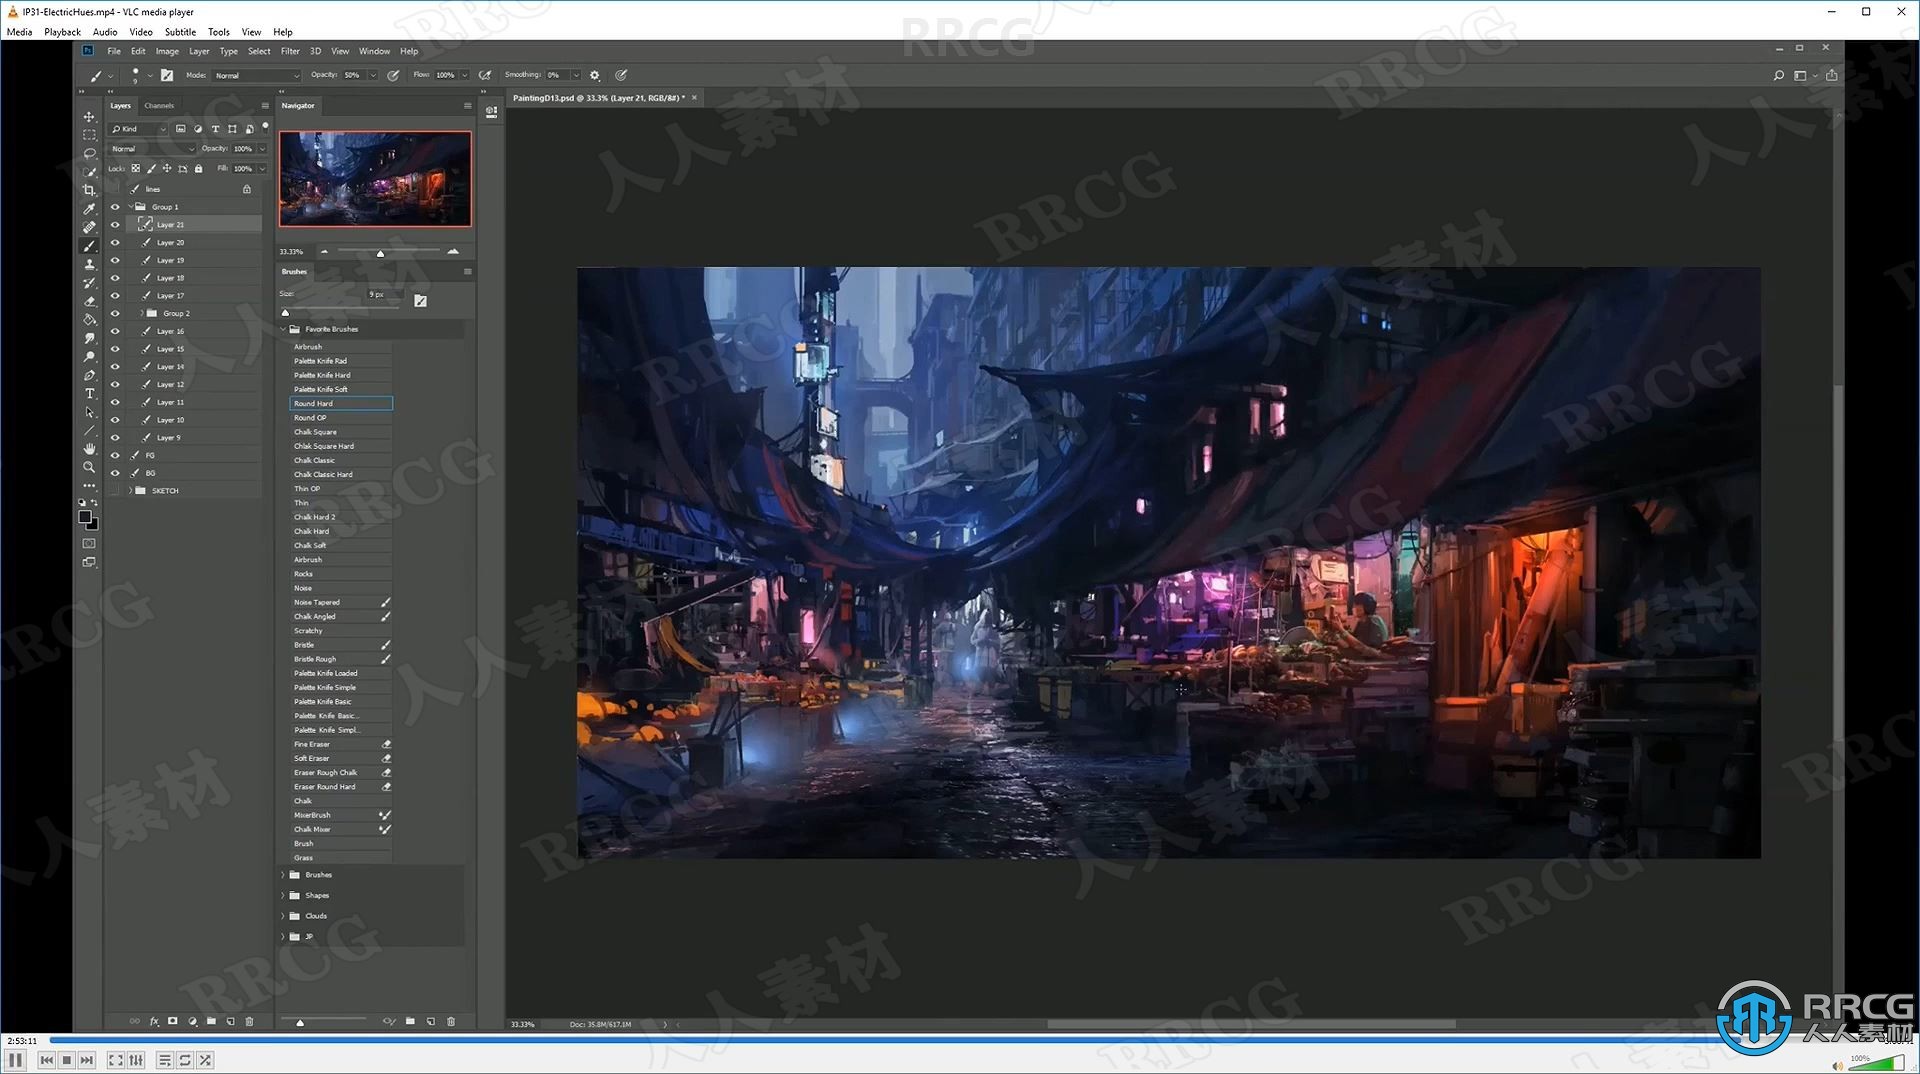 IP31-ElectricHues.mp4 - VLC media player
Media Playback Audio Video Subtitle Tools View Help
RRCG
Ps File Edit Image Layer Type Select Filter 3D View Window Help
Mode: Normal Opacity: 50% Flow: 100% Smoothing: 0%
9
Layers Channels
Navigator
PaintingD13.psd @ 33.3% (Layer 21, RGB/8#) *
Kind
Normal Opacity: 100%
Lock: Fill: 100%
lines
Group 1
Layer 21
Layer 20
Layer 19
Layer 18
Layer 17
Group 2
Layer 16
Layer 15
Layer 14
Layer 12
Layer 11
Layer 10
Layer 9
FG
BG
SKETCH
33.33%
Brushes
Size: 9 px
Favorite Brushes
Airbrush
Palette Knife Rad
Palette Knife Hard
Palette Knife Soft
Round Hard
Round OP
Chalk Square
Chlak Square Hard
Chalk Classic
Chalk Classic Hard
Thin OP
Thin
Chalk Hard 2
Chalk Hard
Chalk Soft
Airbrush
Rocks
Noise
Noise Tapered
Chalk Angled
Scratchy
Bristle
Bristle Rough
Palette Knife Loaded
Palette Knife Simple
Palette Knife Basic
Palette Knife Basic...
Palette Knife Simpl...
Fine Eraser
Soft Eraser
Eraser Rough Chalk
Eraser Round Hard
Chalk
MixerBrush
Chalk Mixer
Brush
Grass
Brushes
Shapes
Clouds
JP
33.33% Doc: 35.8M/617.1M
2:53:11
100%
RRCG
人人素材